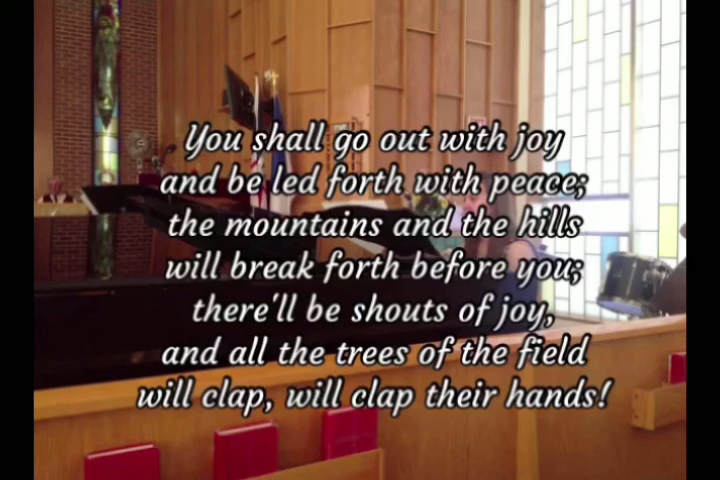 You shall go out with joy
and be led forth with peace;
the mountains and the hills
will break forth before you;
there'll be shouts of joy,
and all the trees of the field
will clap, will clap their hands!